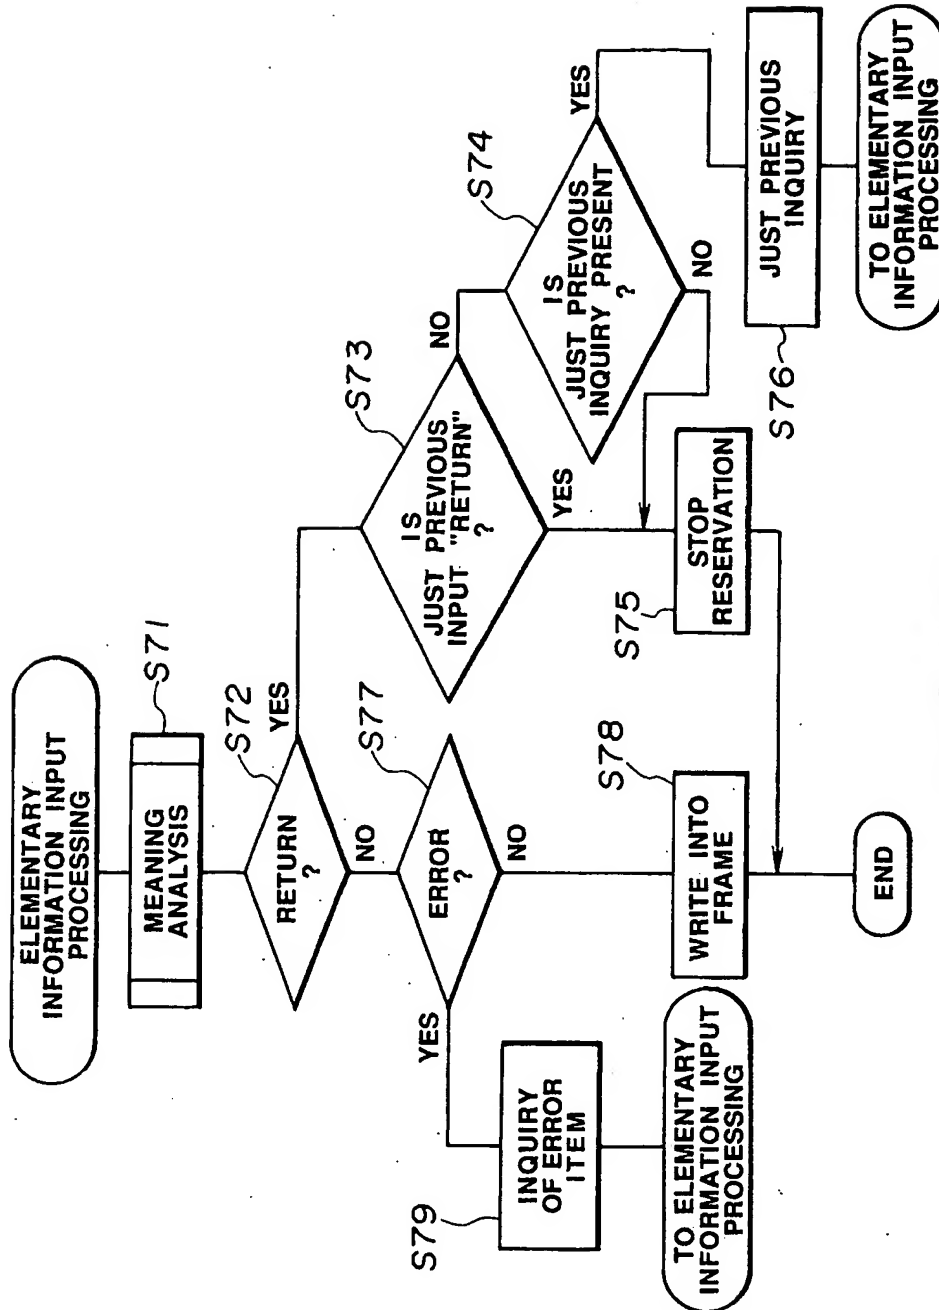 ELEMENTARY
INFORMATION INPUT
PROCESSING
S71
MEANING
ANALYSIS
S72
RETURN
?
YES
NO
S73
IS
JUST PREVIOUS
INPUT "RETURN"
?
NO
YES
S74
IS
JUST PREVIOUS
INQUIRY PRESENT
?
YES
NO
S77
ERROR
?
YES
NO
S79
INQUIRY
OF ERROR
ITEM
TO ELEMENTARY
INFORMATION INPUT
PROCESSING
S78
WRITE INTO
FRAME
S75
STOP
RESERVATION
S76
JUST PREVIOUS
INQUIRY
TO ELEMENTARY
INFORMATION INPUT
PROCESSING
END